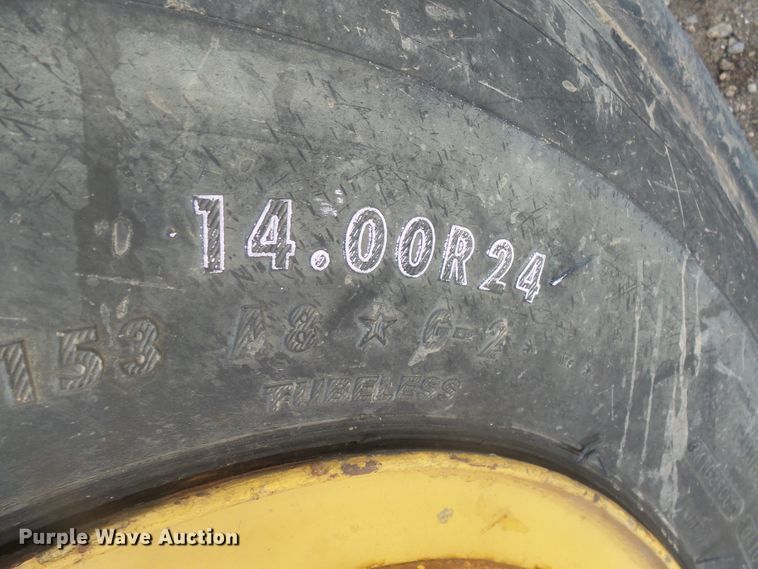 14.00R24
153 A8 ☆ G-2
TUBELESS
Purple Wave Auction